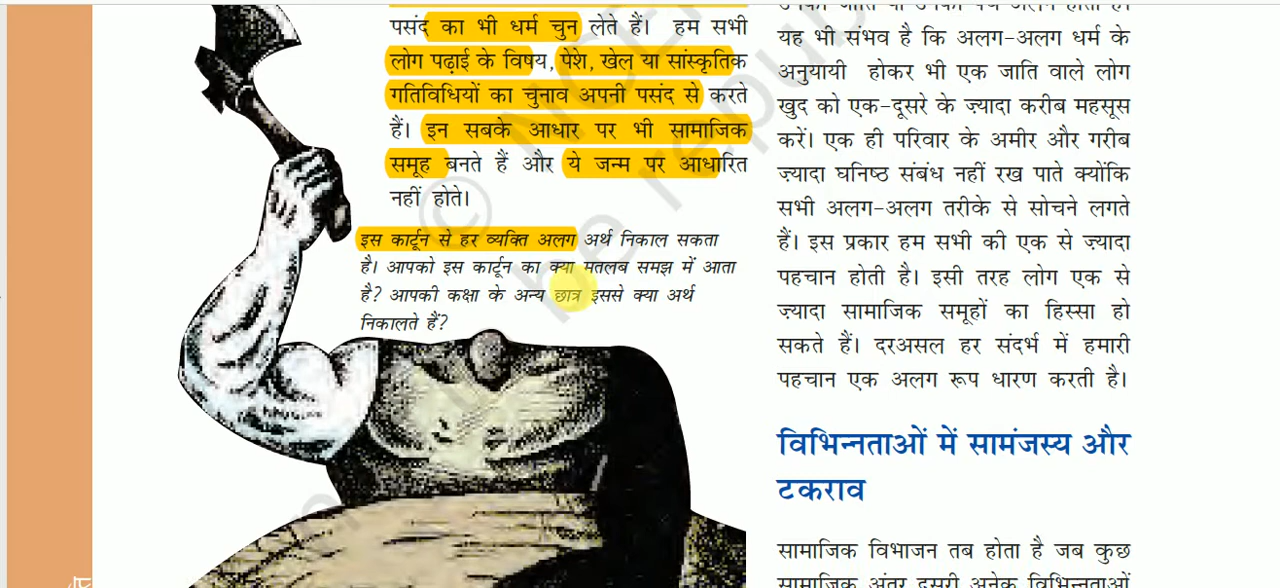 पसंद का भी धर्म चुन लेते हैं। हम सभी
लोग पढ़ाई के विषय, पेशे, खेल या सांस्कृतिक
गतिविधियों का चुनाव अपनी पसंद से करते
हैं। इन सबके आधार पर भी सामाजिक
समूह बनते हैं और ये जन्म पर आधारित
नहीं होते।
इस कार्टून से हर व्यक्ति अलग अर्थ निकाल सकता
है। आपको इस कार्टून का क्या मतलब समझ में आता
है? आपकी कक्षा के अन्य छात्र इससे क्या अर्थ
निकालते हैं?
यह भी संभव है कि अलग-अलग धर्म के
अनुयायी होकर भी एक जाति वाले लोग
खुद को एक-दूसरे के ज़्यादा करीब महसूस
करें। एक ही परिवार के अमीर और गरीब
ज़्यादा घनिष्ठ संबंध नहीं रख पाते क्योंकि
सभी अलग-अलग तरीके से सोचने लगते
हैं। इस प्रकार हम सभी की एक से ज़्यादा
पहचान होती है। इसी तरह लोग एक से
ज़्यादा सामाजिक समूहों का हिस्सा हो
सकते हैं। दरअसल हर संदर्भ में हमारी
पहचान एक अलग रूप धारण करती है।
विभिन्नताओं में सामंजस्य और
टकराव
सामाजिक विभाजन तब होता है जब कुछ
सामाजिक अंतर दूसरी अनेक विभिन्नताओं